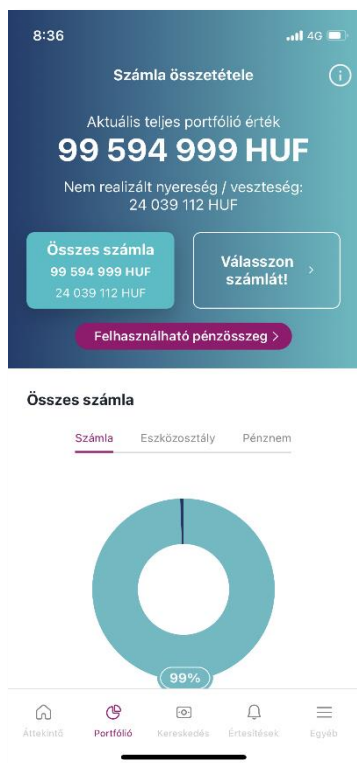 8:36
4G
Számla összetétele
Aktuális teljes portfólió érték
99 594 999 HUF
Nem realizált nyereség / veszteség:
24 039 112 HUF
Összes számla
99 594 999 HUF
24 039 112 HUF
Válasszon
számlát!
Felhasználható pénzösszeg >
Összes számla
Számla Eszközosztály Pénznem
99%
Áttekintő Portfólió Kereskedés Értesítések Egyéb